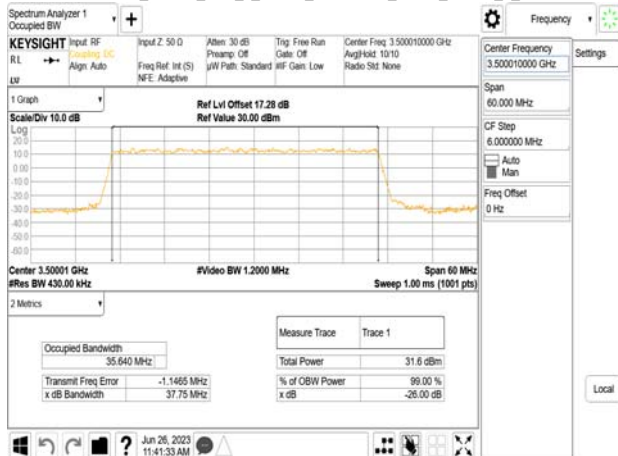 Spectrum Analyzer 1
Occupied BW
Frequency
KEYSIGHT
Input: RF
Coupling: DC
Align: Auto
Input Z: 50 Ω
Freq Ref: Int (S)
NFE: Adaptive
Atten: 30 dB
Preamp: Off
µW Path: Standard
Trig: Free Run
Gate: Off
#IF Gain: Low
Center Freq: 3.500010000 GHz
Avg|Hold: 10/10
Radio Std: None
RL
LV
Center Frequency
3.500010000 GHz
Settings
Span
60.000 MHz
CF Step
6.000000 MHz
Auto
Man
Freq Offset
0 Hz
1 Graph
Scale/Div 10.0 dB
Ref Lvl Offset 17.28 dB
Ref Value 30.00 dBm
Log
20.0
10.0
0.00
-10.0
-20.0
-30.0
-40.0
-50.0
-60.0
Center 3.50001 GHz
#Res BW 430.00 kHz
#Video BW 1.2000 MHz
Span 60 MHz
Sweep 1.00 ms (1001 pts)
2 Metrics
Measure Trace Trace 1
Occupied Bandwidth
35.640 MHz
Total Power 31.6 dBm
Transmit Freq Error -1.1465 MHz
% of OBW Power 99.00 %
x dB Bandwidth 37.75 MHz
x dB -26.00 dB
Local
Jun 26, 2023
11:41:33 AM